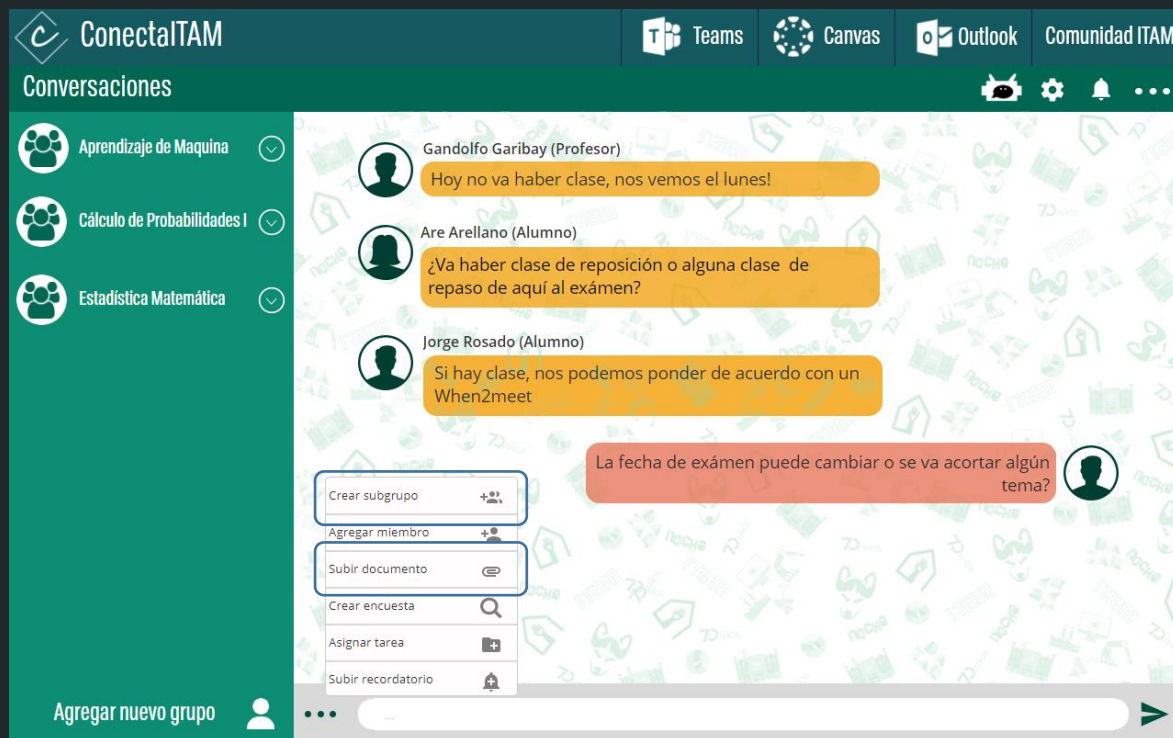 ConectaITAM
Teams
Canvas
Outlook
Comunidad ITAM
Conversaciones
Aprendizaje de Maquina
Cálculo de Probabilidades I
Estadística Matemática
Agregar nuevo grupo
Gandolfo Garibay (Profesor)
Hoy no va haber clase, nos vemos el lunes!
Are Arellano (Alumno)
¿Va haber clase de reposición o alguna clase de
repaso de aquí al exámen?
Jorge Rosado (Alumno)
Si hay clase, nos podemos ponder de acuerdo con un
When2meet
La fecha de exámen puede cambiar o se va acortar algún
tema?
Crear subgrupo
Agregar miembro
Subir documento
Crear encuesta
Asignar tarea
Subir recordatorio
...